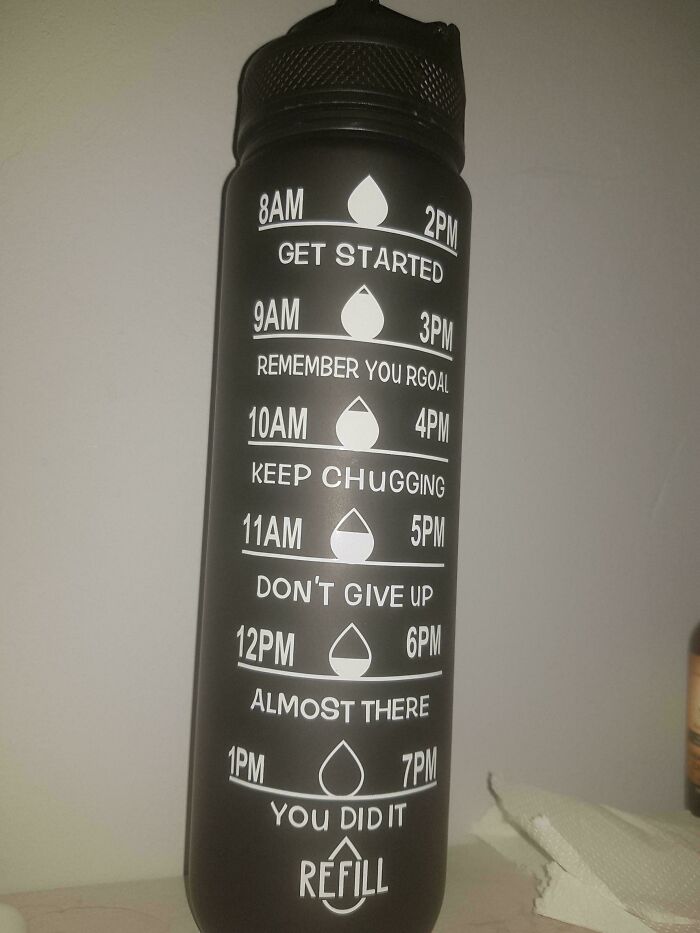 8AM 2PM
GET STARTED
9AM 3PM
REMEMBER YOU RGOAL
10AM 4PM
KEEP CHUGGING
11AM 5PM
DON'T GIVE UP
12PM 6PM
ALMOST THERE
1PM 7PM
YOU DID IT
REFILL